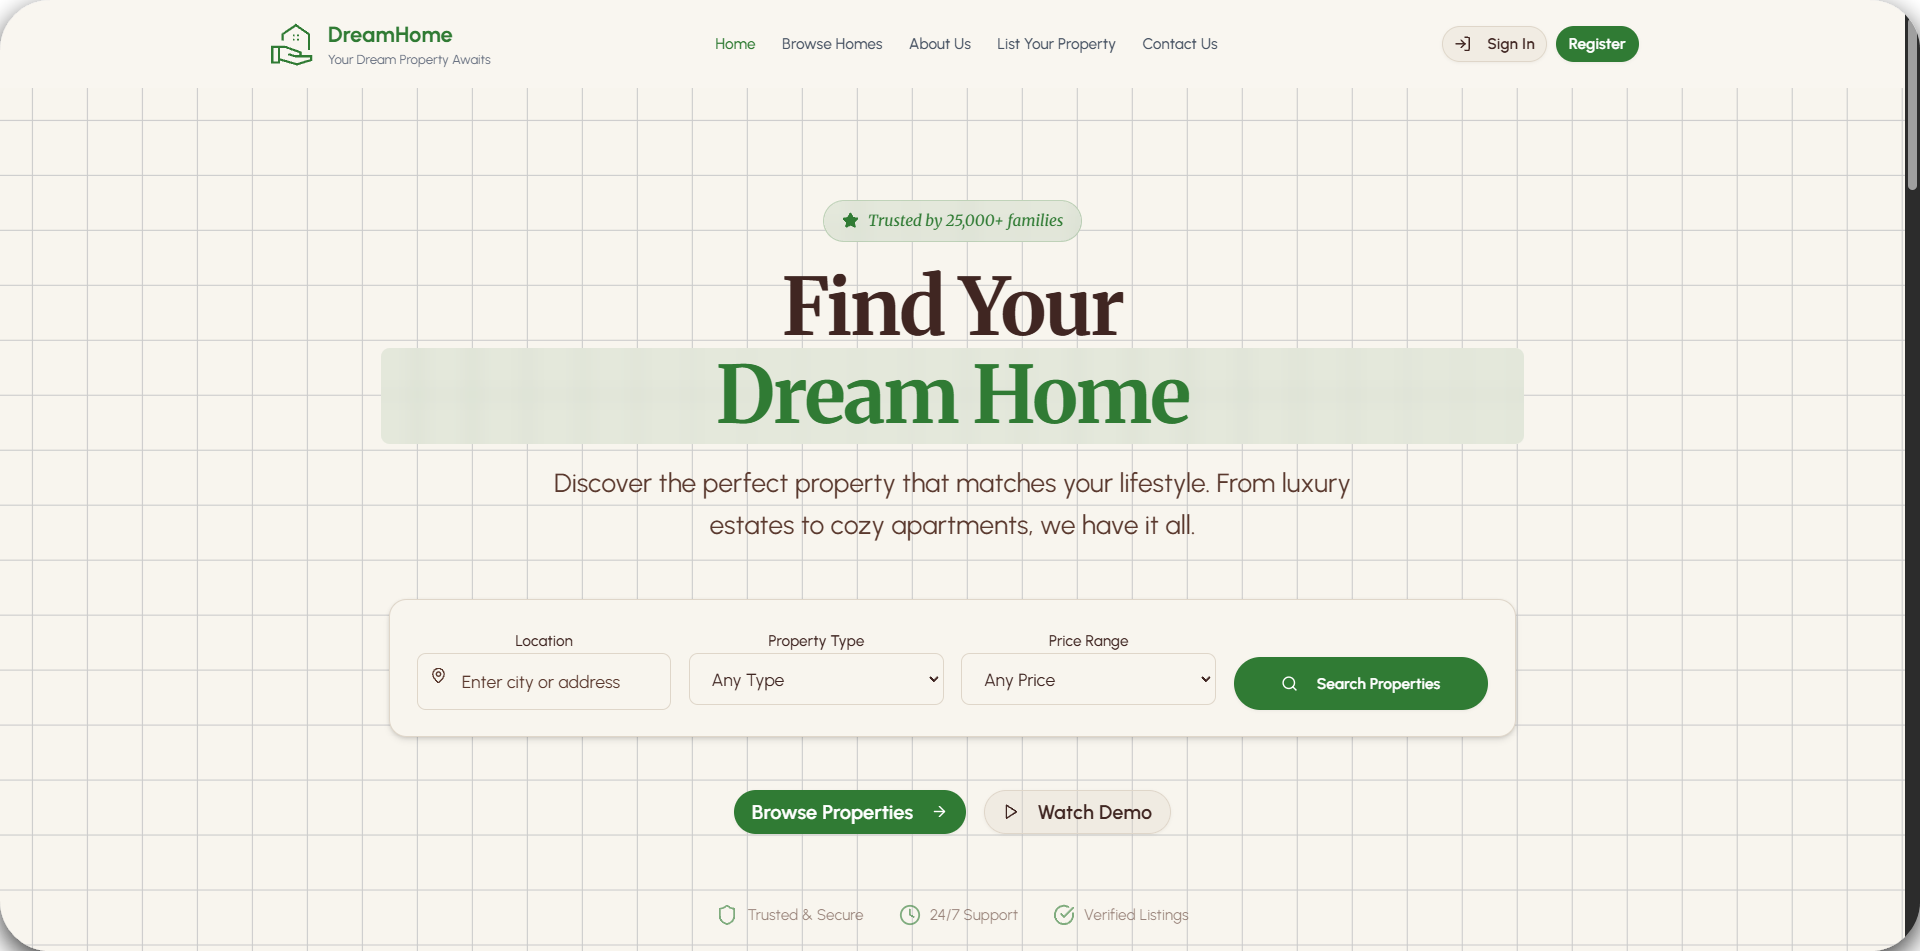 DreamHome
Your Dream Property Awaits
Home
Browse Homes
About Us
List Your Property
Contact Us
Sign In
Register
Trusted by 25,000+ families
Find Your
Dream Home
Discover the perfect property that matches your lifestyle. From luxury
estates to cozy apartments, we have it all.
Location
Enter city or address
Property Type
Any Type
Price Range
Any Price
Search Properties
Browse Properties
Watch Demo
Trusted & Secure
24/7 Support
Verified Listings